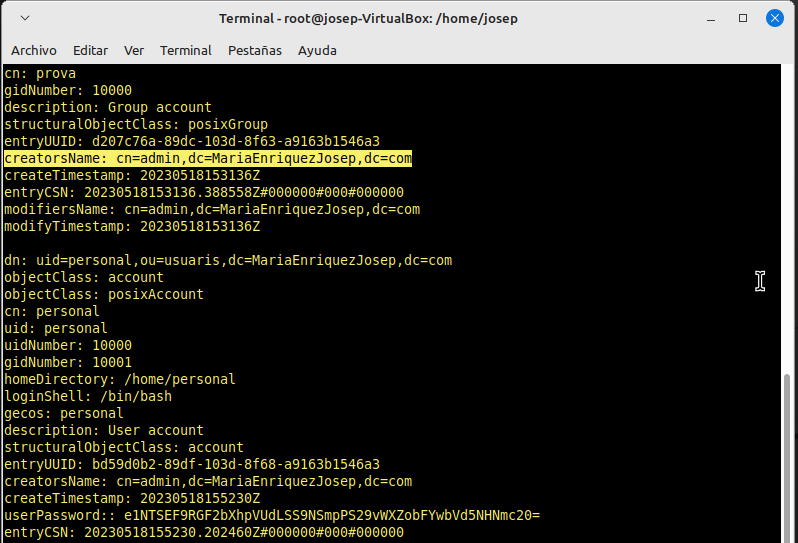 Terminal - root@josep-VirtualBox: /home/josep
Archivo Editar Ver Terminal Pestañas Ayuda
cn: prova
gidNumber: 10000
description: Group account
structuralObjectClass: posixGroup
entryUUID: d207c76a-89dc-103d-8f63-a9163b1546a3
creatorsName: cn=admin,dc=MariaEnriquezJosep,dc=com
createTimestamp: 20230518153136Z
entryCSN: 20230518153136.388558Z#000000#000#000000
modifiersName: cn=admin,dc=MariaEnriquezJosep,dc=com
modifyTimestamp: 20230518153136Z
dn: uid=personal,ou=usuaris,dc=MariaEnriquezJosep,dc=com
objectClass: account
objectClass: posixAccount
cn: personal
uid: personal
uidNumber: 10000
gidNumber: 10001
homeDirectory: /home/personal
loginShell: /bin/bash
gecos: personal
description: User account
structuralObjectClass: account
entryUUID: bd59d0b2-89df-103d-8f68-a9163b1546a3
creatorsName: cn=admin,dc=MariaEnriquezJosep,dc=com
createTimestamp: 20230518155230Z
userPassword:: e1NTSEF9RGF2bXhpVUdLSS9NSmpPS29vWXZobFYwbVd5NHNmc20=
entryCSN: 20230518155230.202460Z#000000#000#000000